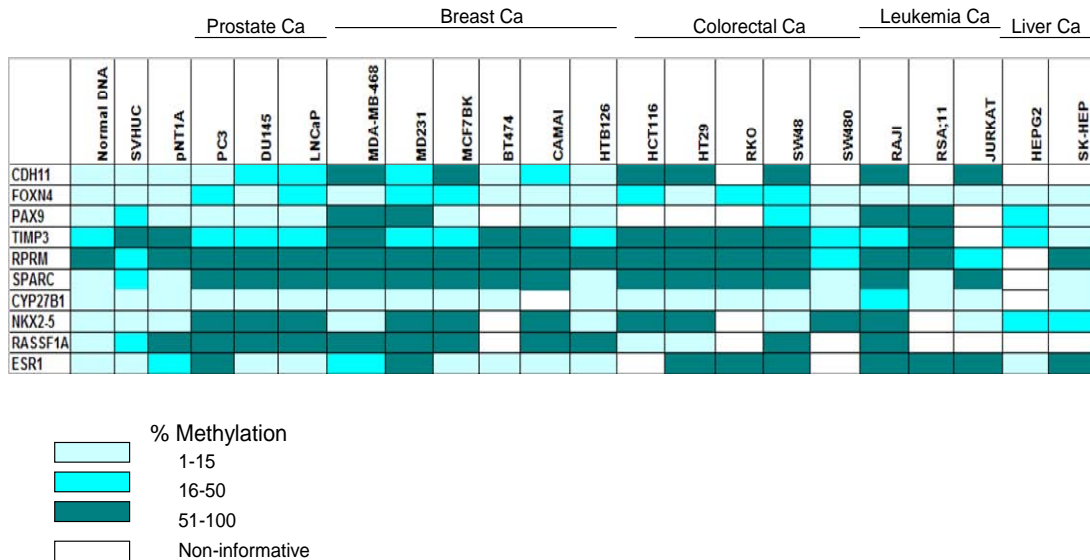 Prostate Ca Breast Ca Colorectal Ca Leukemia Ca Liver Ca
Normal DNA SVHUC pNT1A PC3 DU145 LNCaP MDA-MB-468 MD231 MCF7BK BT474 CAMAI HTB126 HCT116 HT29 RKO SW48 SW480 RAJI RSA;11 JURKAT HEPG2 SK-HEP
CDH11
FOXN4
PAX9
TIMP3
RPRM
SPARC
CYP27B1
NKX2-5
RASSF1A
ESR1
% Methylation
1-15
16-50
51-100
Non-informative